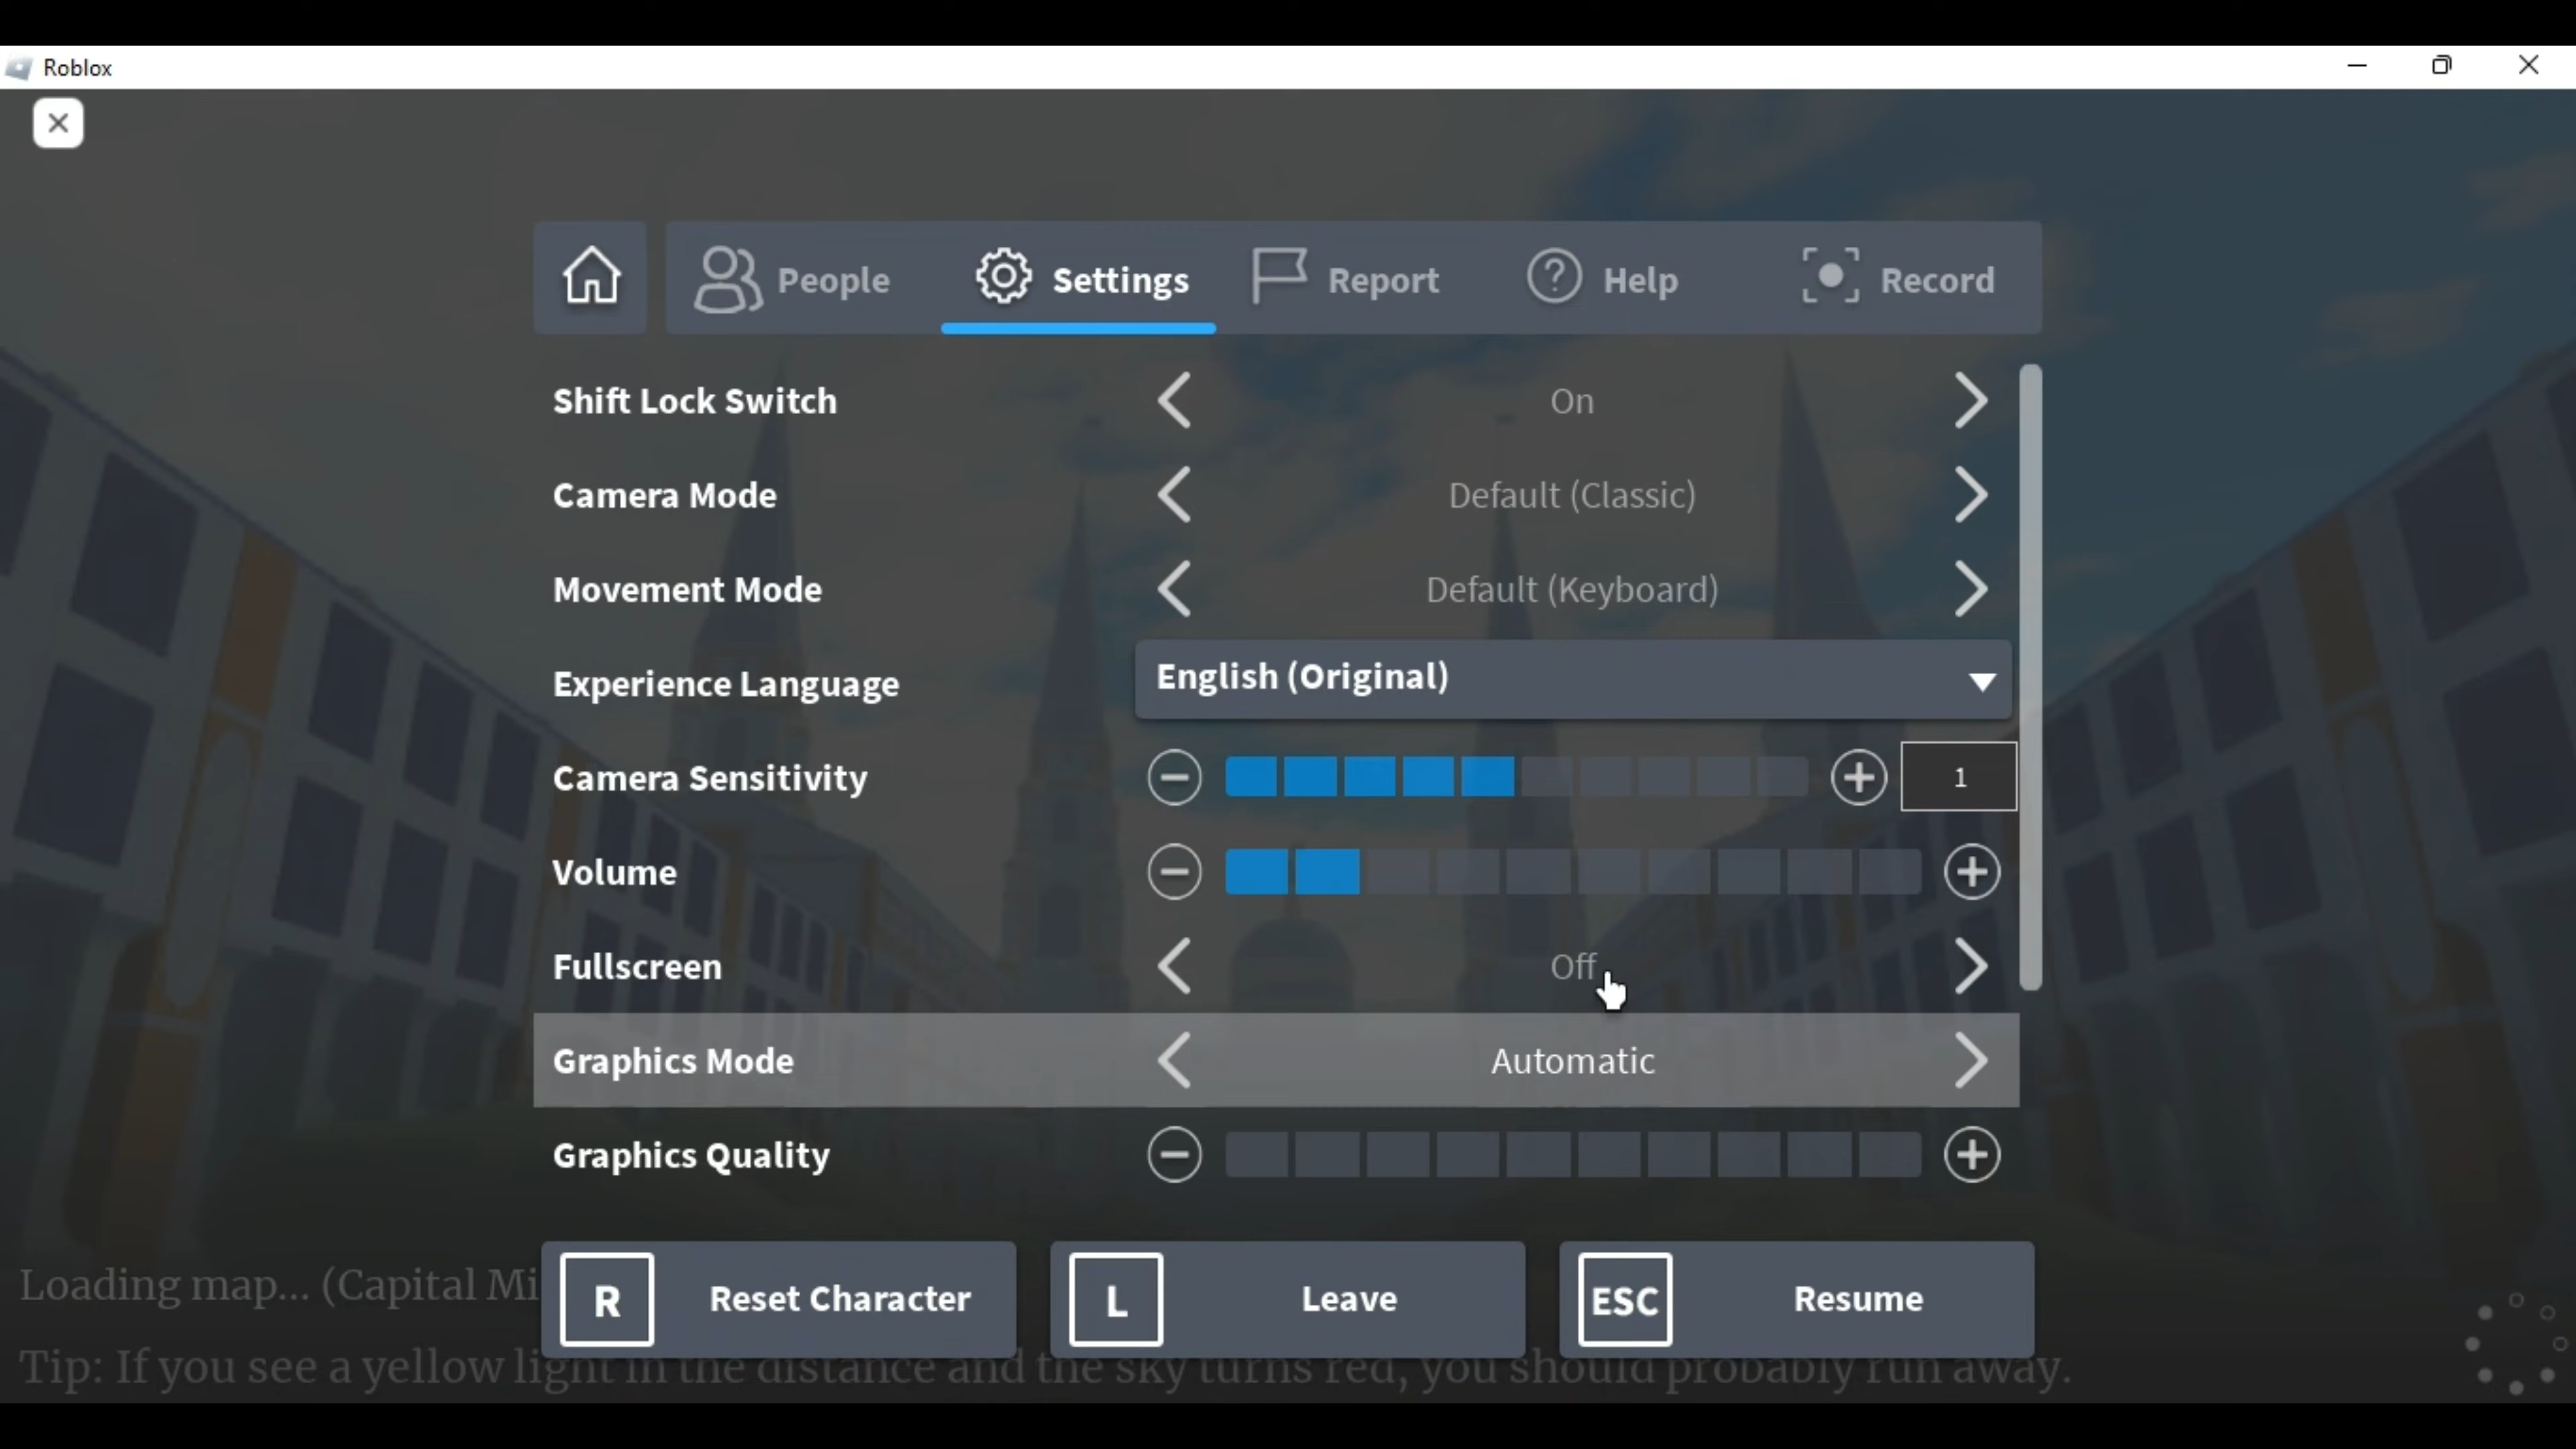 Roblox
People
Settings
Report
Help
Record
Shift Lock Switch
On
Camera Mode
Default (Classic)
Movement Mode
Default (Keyboard)
Experience Language
English (Original)
Camera Sensitivity
1
Volume
Fullscreen
Off
Graphics Mode
Automatic
Graphics Quality
R
Reset Character
L
Leave
ESC
Resume
Loading map... (Capital Mi
Tip: If you see a yellow light in the distance and the sky turns red, you should probably run away.